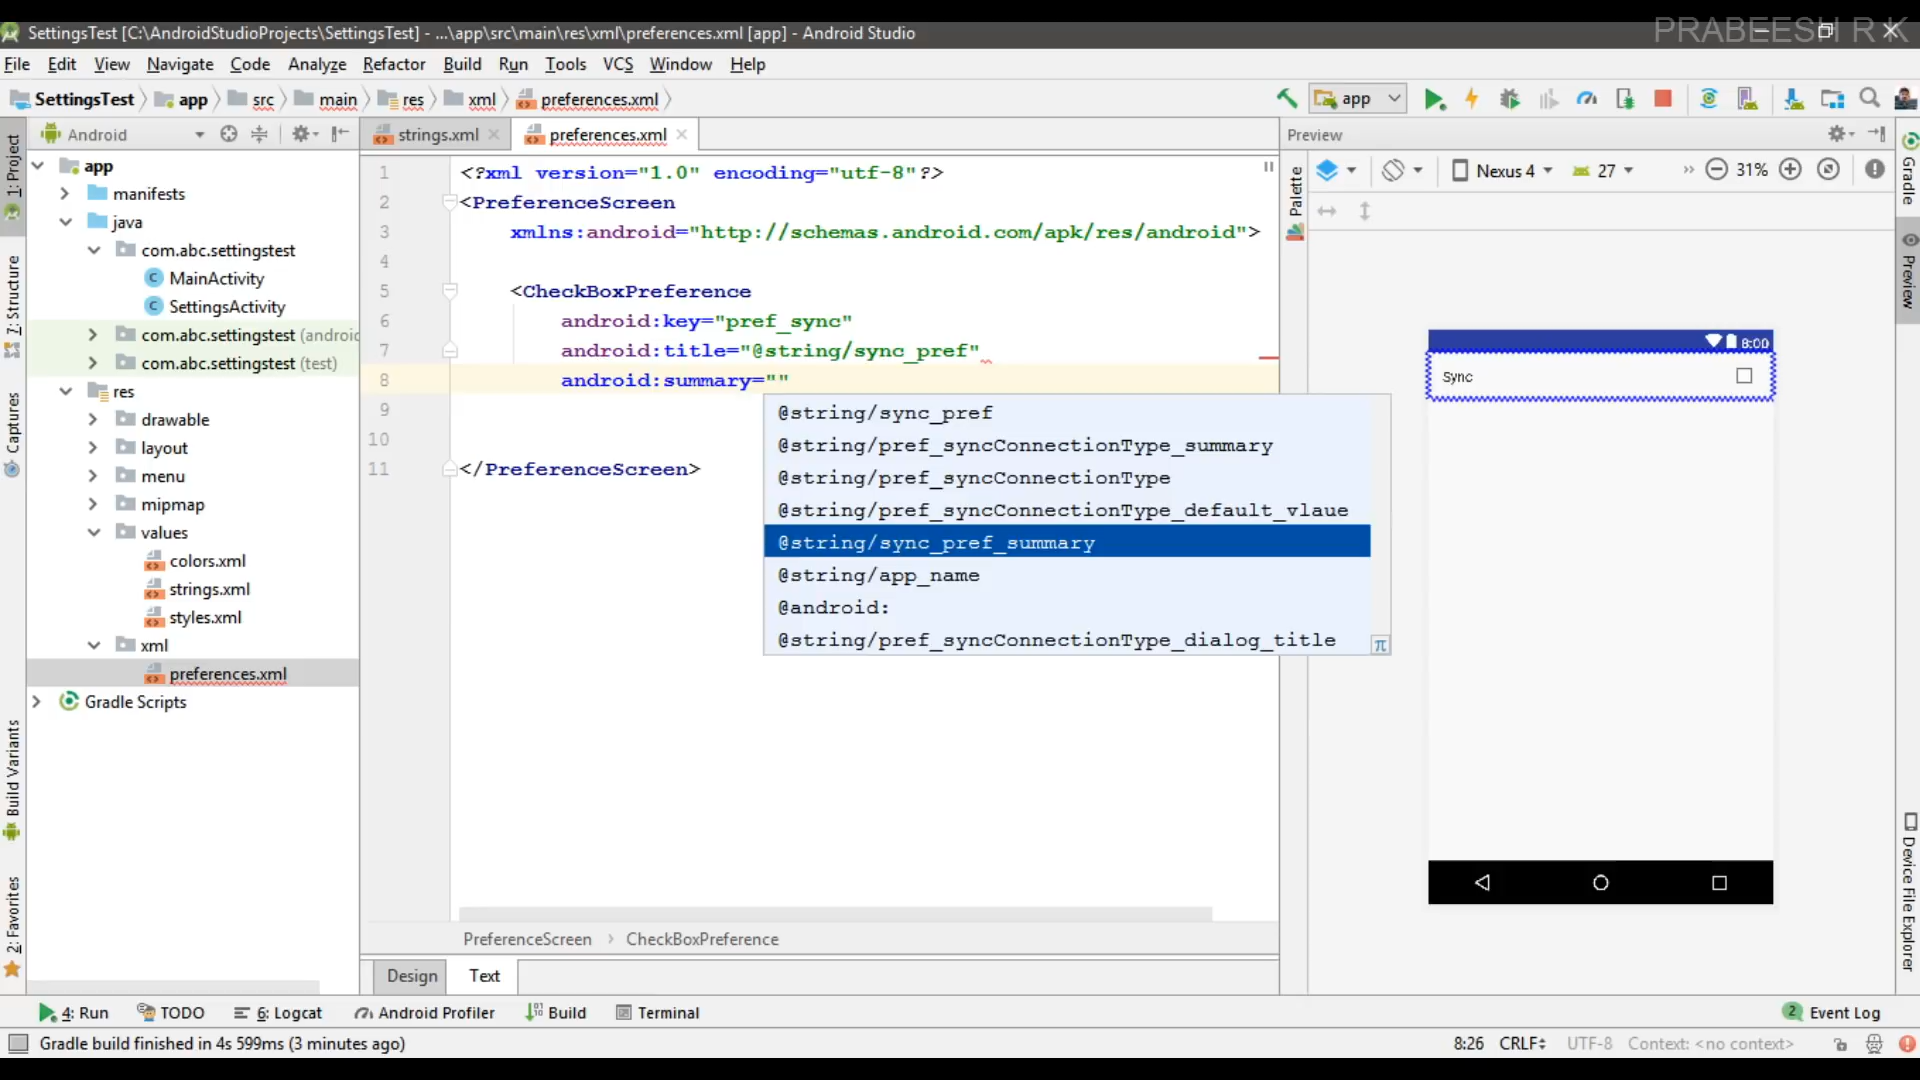 PRABEESH R K
SettingsTest [C:\AndroidStudioProjects\SettingsTest] - ...\app\src\main\res\xml\preferences.xml [app] - Android Studio
File Edit View Navigate Code Analyze Refactor Build Run Tools VCS Window Help
SettingsTest app src main res xml preferences.xml
app
Android
strings.xml
preferences.xml
Preview
1: Project
7: Structure
Captures
Build Variants
2: Favorites
app
manifests
java
com.abc.settingstest
MainActivity
SettingsActivity
com.abc.settingstest (androi
com.abc.settingstest (test)
res
drawable
layout
menu
mipmap
values
colors.xml
strings.xml
styles.xml
xml
preferences.xml
Gradle Scripts
1 <?xml version="1.0" encoding="utf-8"?>
2 <PreferenceScreen
3 xmlns:android="http://schemas.android.com/apk/res/android">
4
5 <CheckBoxPreference
6 android:key="pref_sync"
7 android:title="@string/sync_pref"
8 android:summary=""
9
10
11 </PreferenceScreen>
@string/sync_pref
@string/pref_syncConnectionType_summary
@string/pref_syncConnectionType
@string/pref_syncConnectionType_default_vlaue
@string/sync_pref_summary
@string/app_name
@android:
@string/pref_syncConnectionType_dialog_title
π
PreferenceScreen › CheckBoxPreference
Design Text
Palette
Nexus 4 27 » 31%
8:00
Sync
Gradle
Preview
Device File Explorer
4: Run TODO 6: Logcat Android Profiler Build Terminal
2 Event Log
Gradle build finished in 4s 599ms (3 minutes ago)
8:26 CRLF UTF-8 Context: <no context>